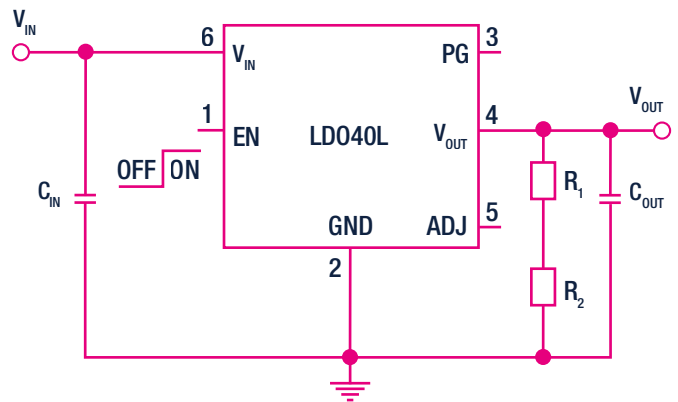 VIN
6
VIN
PG
3
1
EN
LDO40L
VOUT
4
VOUT
OFF
ON
CIN
R1
COUT
GND
ADJ
5
2
R2